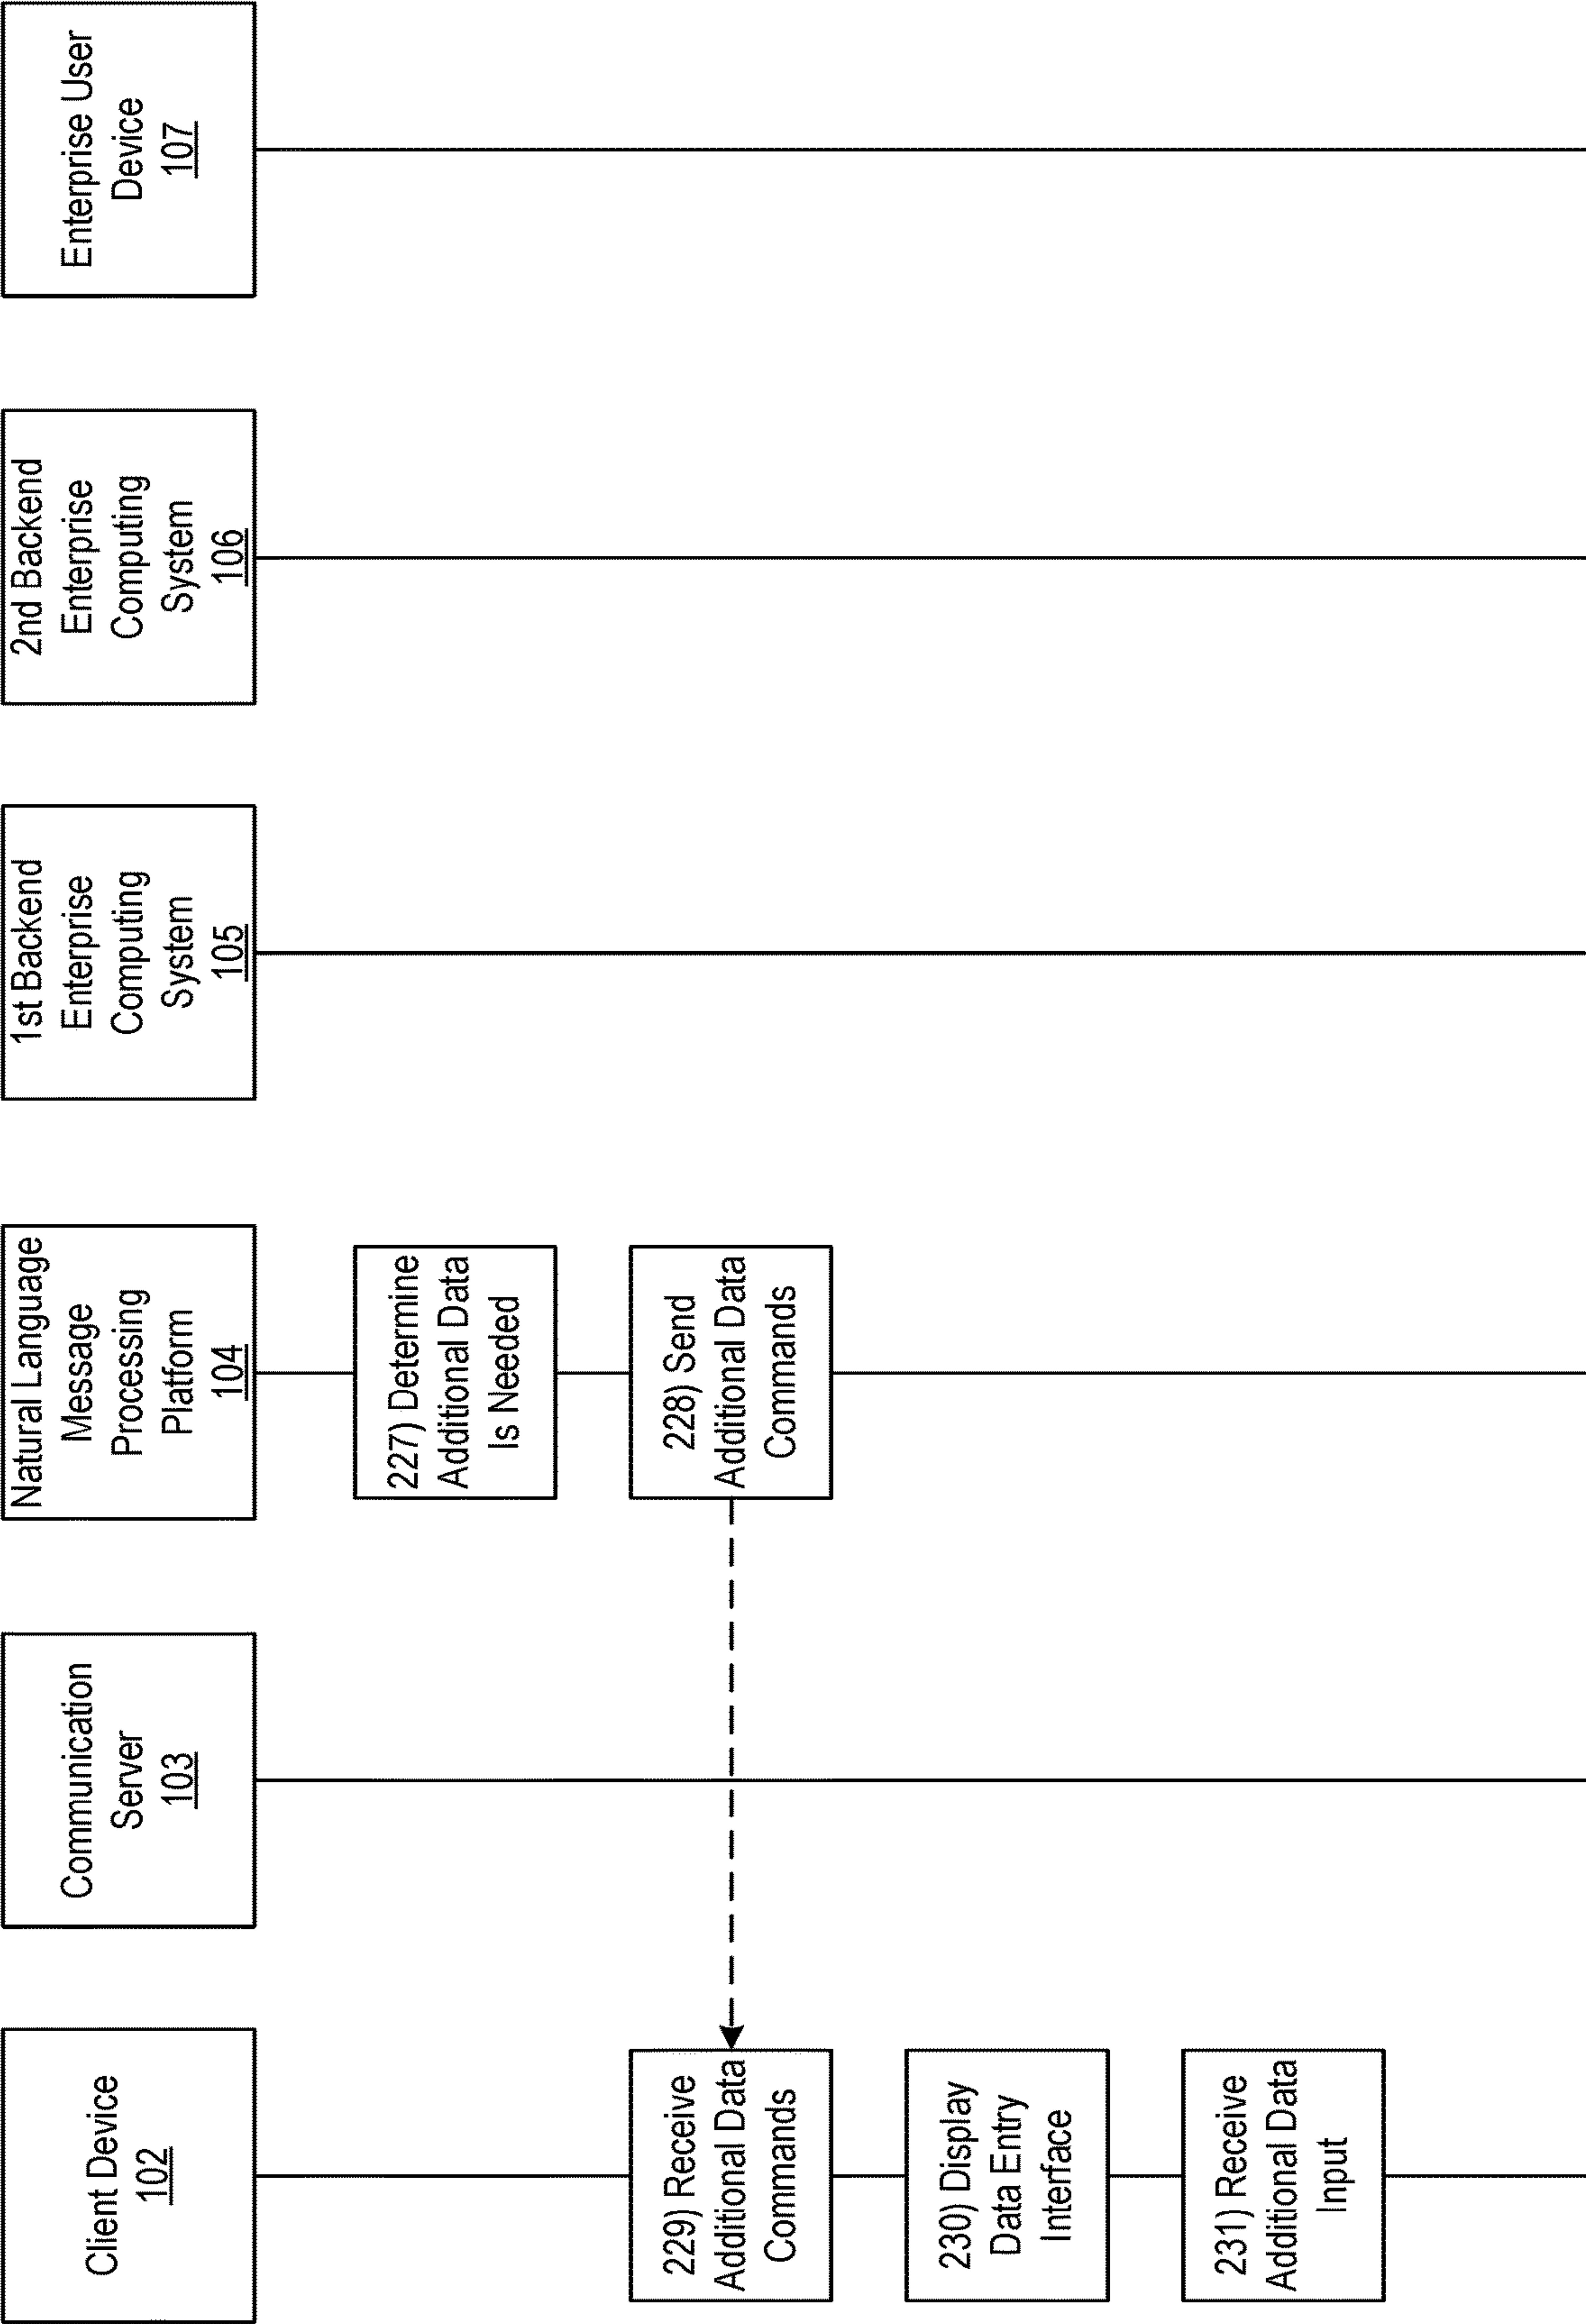 Client Device
102
Communication
Server
103
Natural Language
Message
Processing
Platform
104
1st Backend
Enterprise
Computing
System
105
2nd Backend
Enterprise
Computing
System
106
Enterprise User
Device
107
227) Determine
Additional Data
Is Needed
229) Receive
Additional Data
Commands
228) Send
Additional Data
Commands
230) Display
Data Entry
Interface
231) Receive
Additional Data
Input